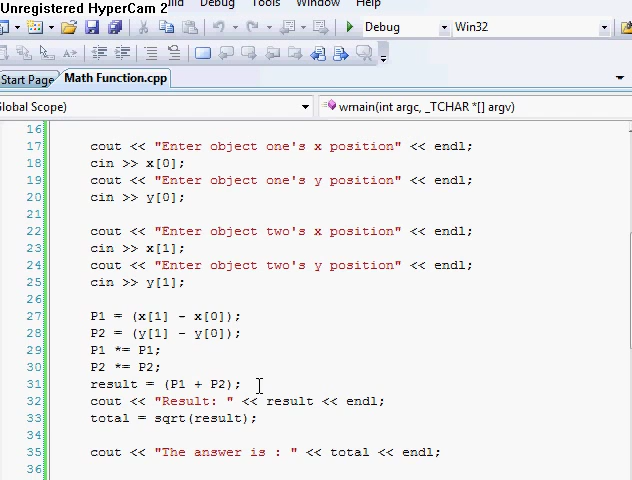 Unregistered HyperCam 2
Debug Tools Window Help
Debug Win32
Start Page Math Function.cpp
wmain(int argc, _TCHAR *[] argv)
16
17 cout << "Enter object one's x position" << endl;
18 cin >> x[0];
19 cout << "Enter object one's y position" << endl;
20 cin >> y[0];
21
22 cout << "Enter object two's x position" << endl;
23 cin >> x[1];
24 cout << "Enter object two's y position" << endl;
25 cin >> y[1];
26
27 P1 = (x[1] - x[0]);
28 P2 = (y[1] - y[0]);
29 P1 *= P1;
30 P2 *= P2;
31 result = (P1 + P2);
32 cout << "Result: " << result << endl;
33 total = sqrt(result);
34
35 cout << "The answer is : " << total << endl;
36